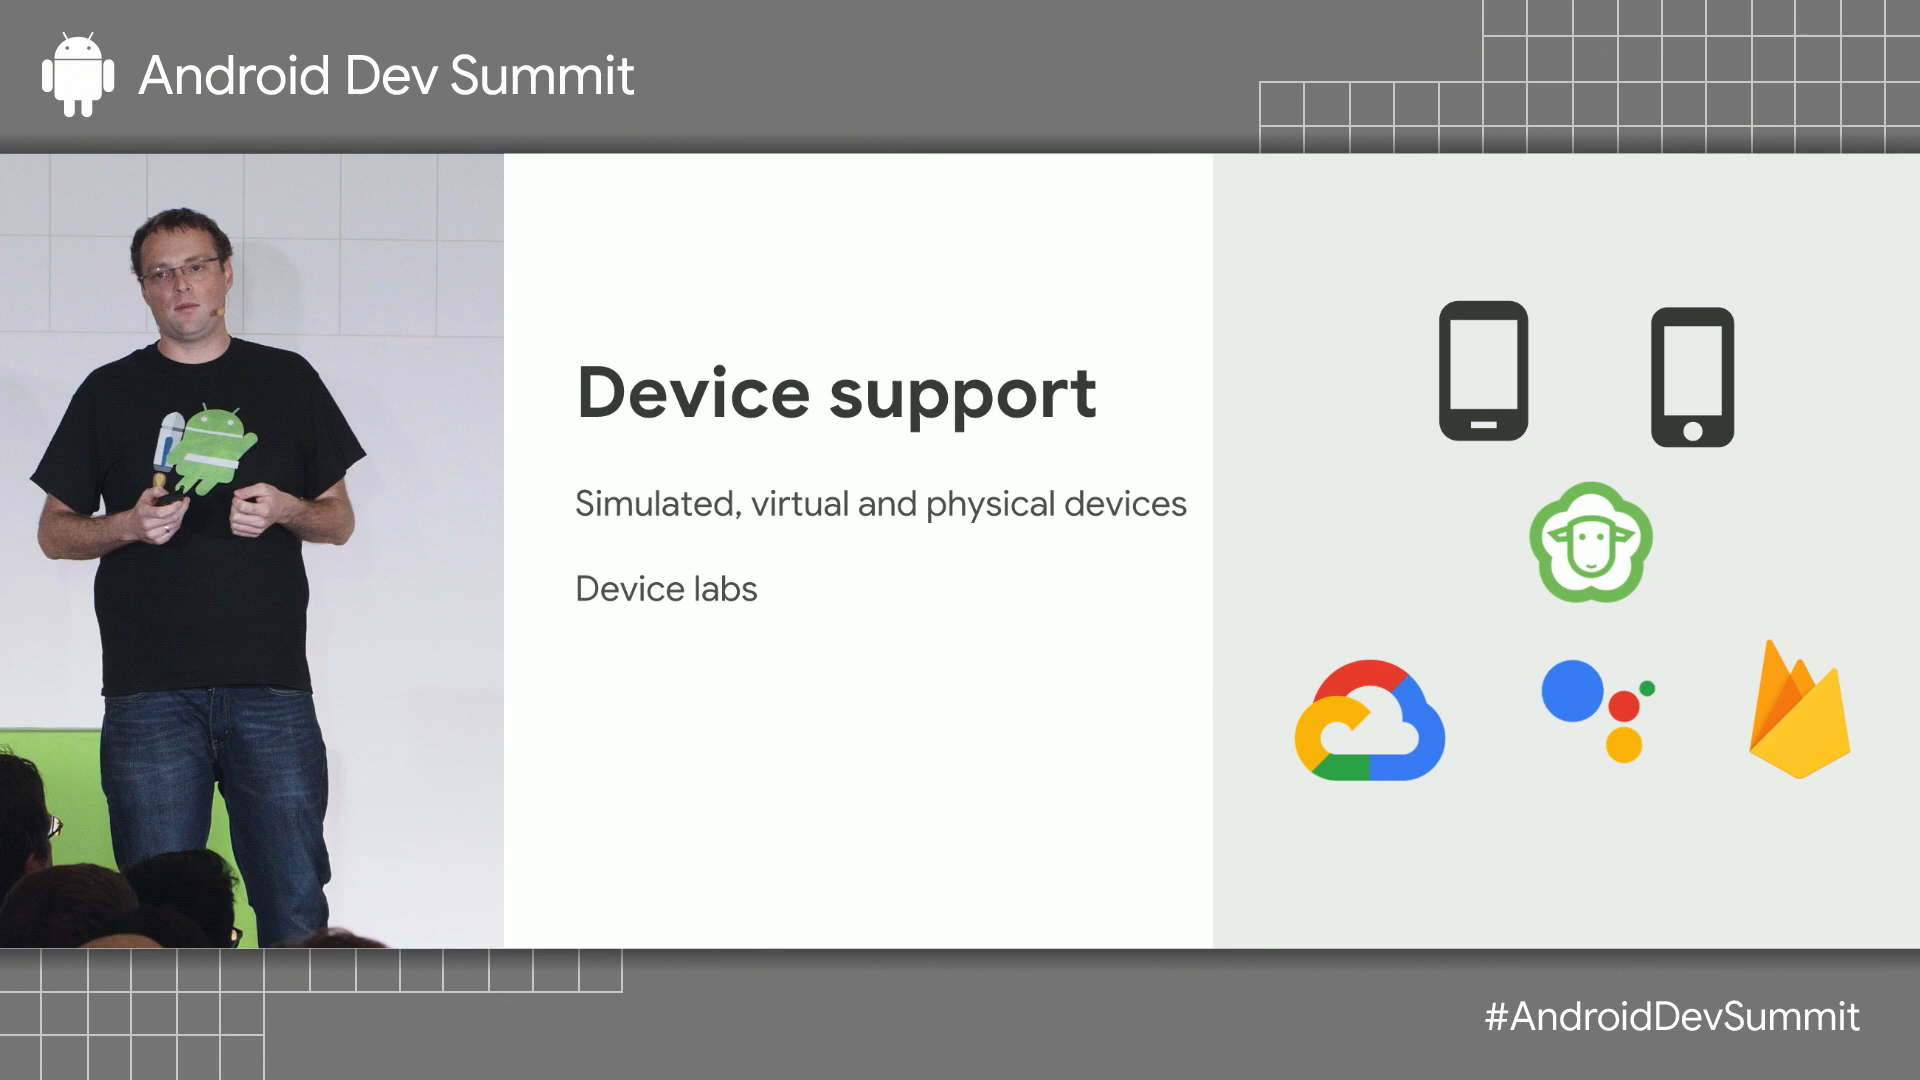 Android Dev Summit
Device support
Simulated, virtual and physical devices
Device labs
#AndroidDevSummit